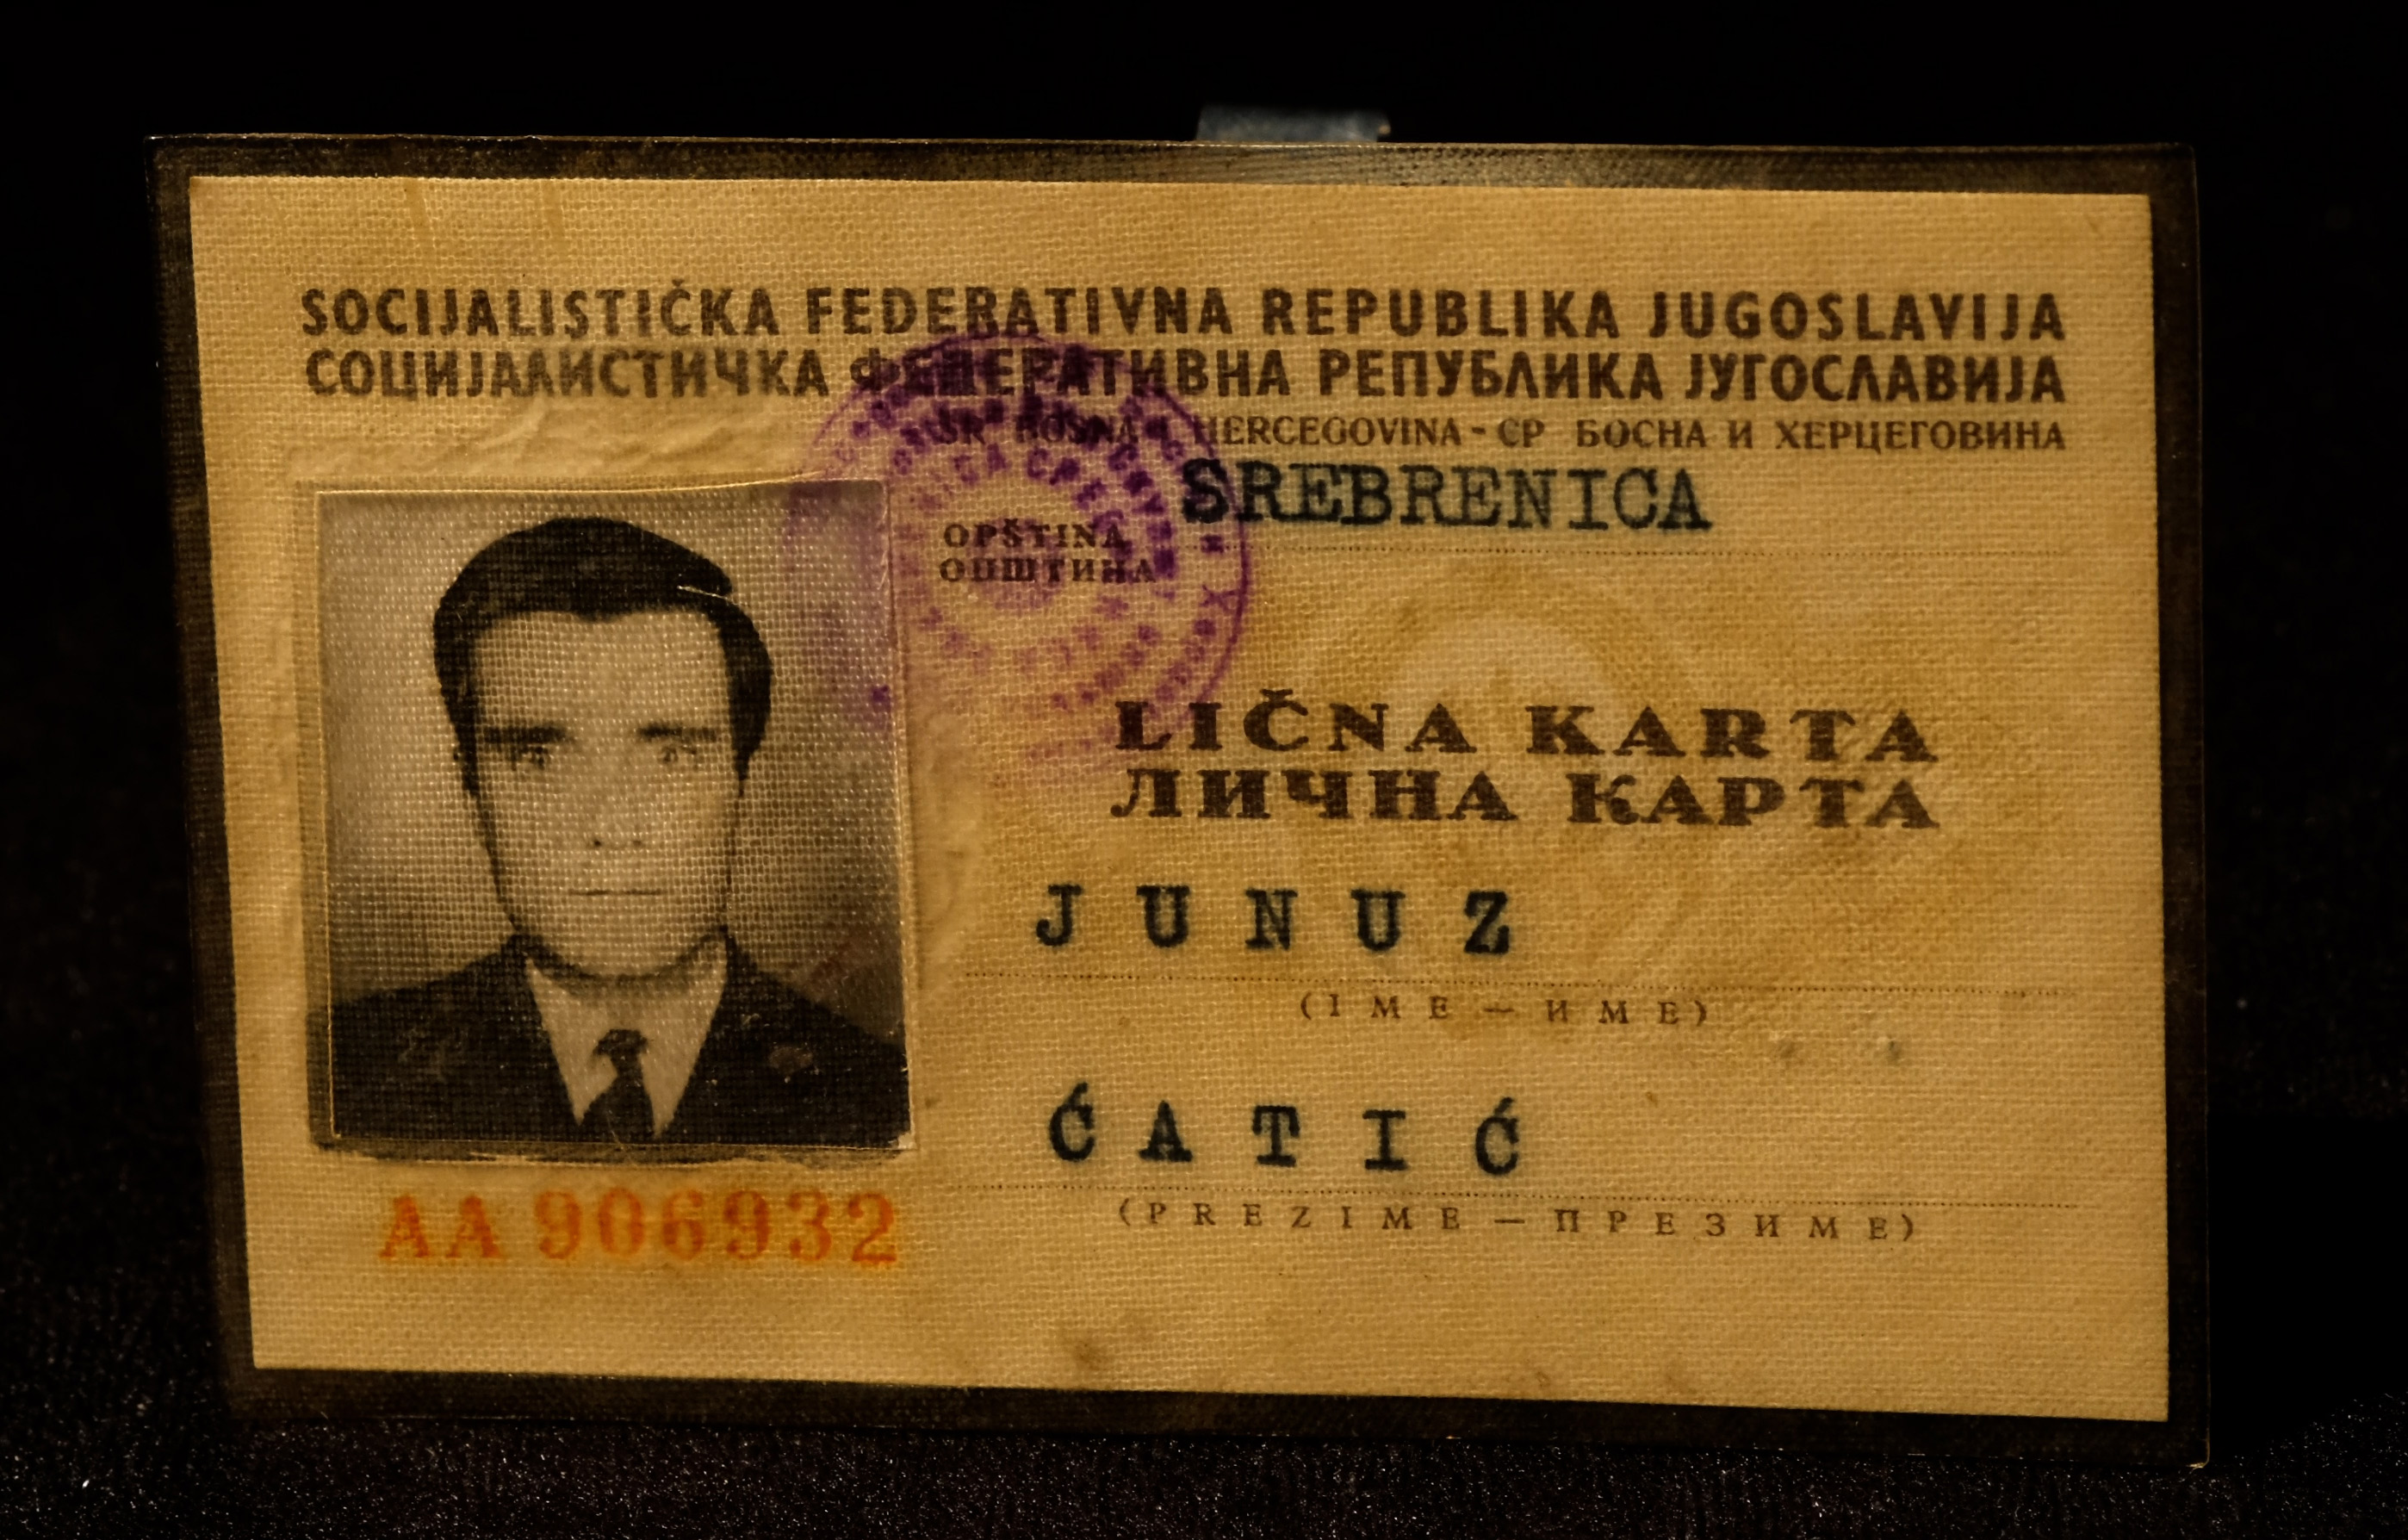 SOCIJALISTIČKA FEDERATIVNA REPUBLIKA JUGOSLAVIJA
СОЦИЈАЛИСТИЧКА ФЕДЕРАТИВНА РЕПУБЛИКА ЈУГОСЛАВИЈА
SR BOSNA I HERCEGOVINA - СР БОСНА И ХЕРЦЕГОВИНА
SREBRENICA
OPŠTINA
ОПШТИНА
LIČNA KARTA
ЛИЧНА КАРТА
JUNUZ
(IME — ИМЕ)
ĆATIĆ
(PREZIME — ПРЕЗИМЕ)
AA 906932